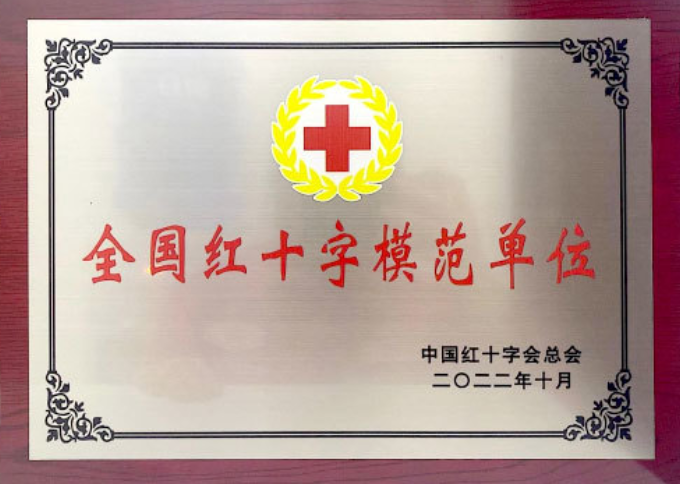 全国红十字模范单位
中国红十字会总会
二〇二二年十月